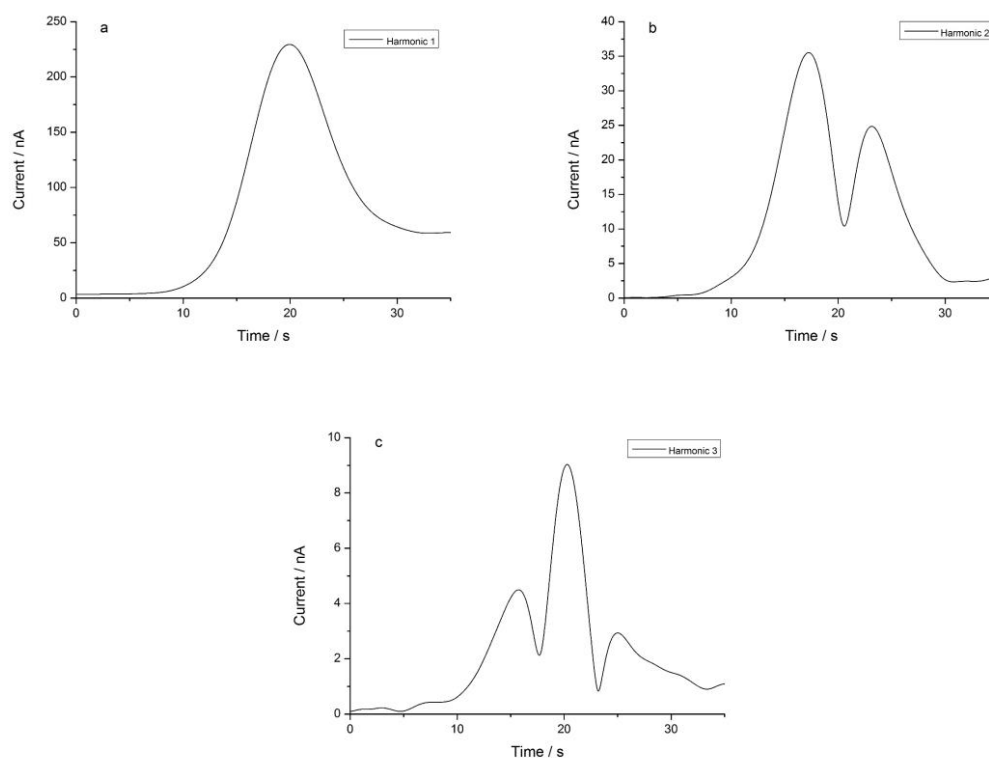 a
Harmonic 1
250
200
150
100
50
0
Current / nA
0 10 20 30
Time / s
b
Harmonic 2
40
35
30
25
20
15
10
5
0
Current / nA
0 10 20 30
Time / s
c
Harmonic 3
10
8
6
4
2
0
Current / nA
0 10 20 30
Time / s